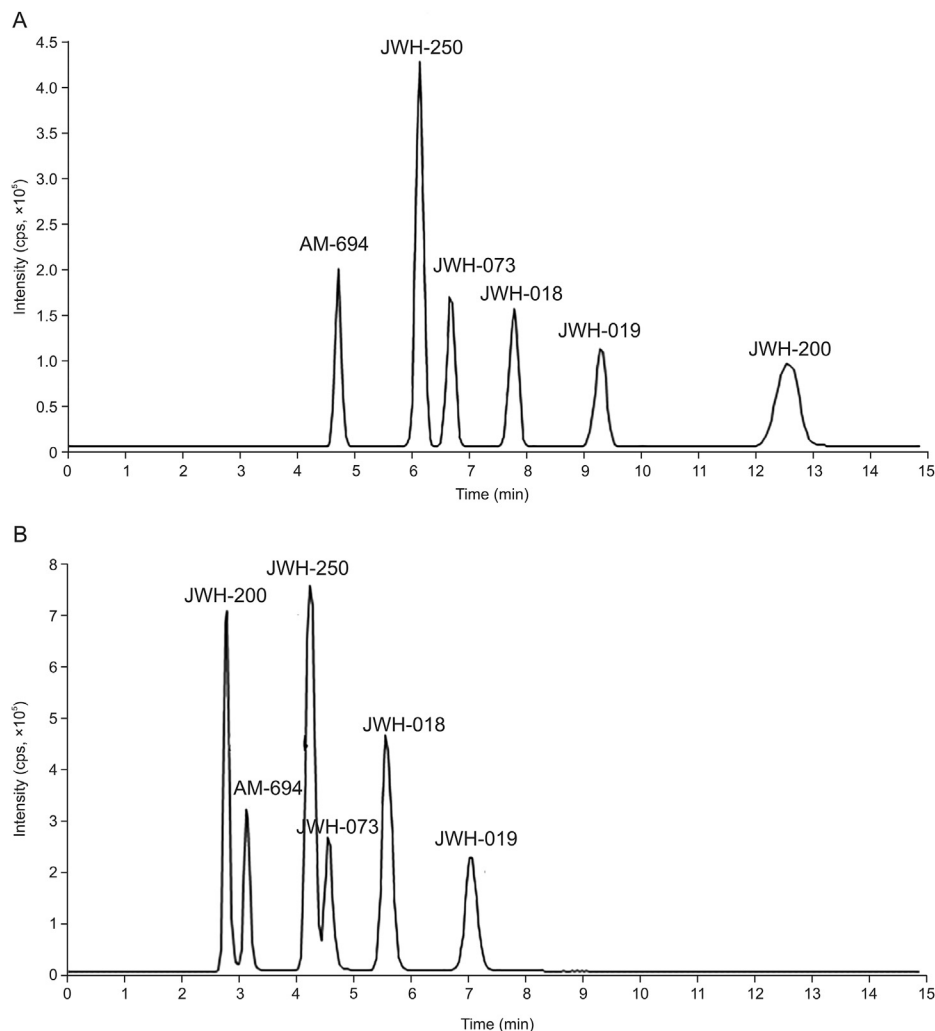 A
4.5
JWH-250
4.0
3.5
3.0
2.5
AM-694
JWH-073
2.0
JWH-018
1.5
JWH-019
JWH-200
1.0
0.5
0
Intensity (cps, ×10⁵)
0 1 2 3 4 5 6 7 8 9 10 11 12 13 14 15
Time (min)
B
8
JWH-250
JWH-200
7
6
5
JWH-018
4
AM-694
3
JWH-073
JWH-019
2
1
0
Intensity (cps, ×10⁵)
0 1 2 3 4 5 6 7 8 9 10 11 12 13 14 15
Time (min)